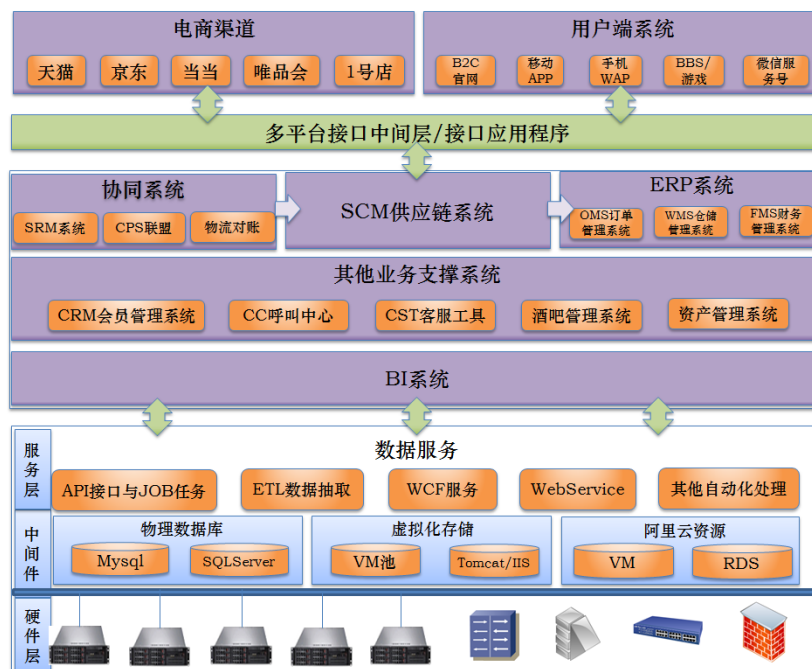 电商渠道
天猫
京东
当当
唯品会
1号店
用户端系统
B2C
官网
移动
APP
手机
WAP
BBS/
游戏
微信服
务号
多平台接口中间层/接口应用程序
协同系统
SRM系统
CPS联盟
物流对账
SCM供应链系统
ERP系统
OMS订单
管理系统
WMS仓储
管理系统
FMS财务
管理系统
其他业务支撑系统
CRM会员管理系统
CC呼叫中心
CST客服工具
酒吧管理系统
资产管理系统
BI系统
服
务
层
数据服务
API接口与JOB任务
ETL数据抽取
WCF服务
WebService
其他自动化处理
中
间
件
物理数据库
Mysql
SQLServer
虚拟化存储
VM池
Tomcat/IIS
阿里云资源
VM
RDS
硬
件
层